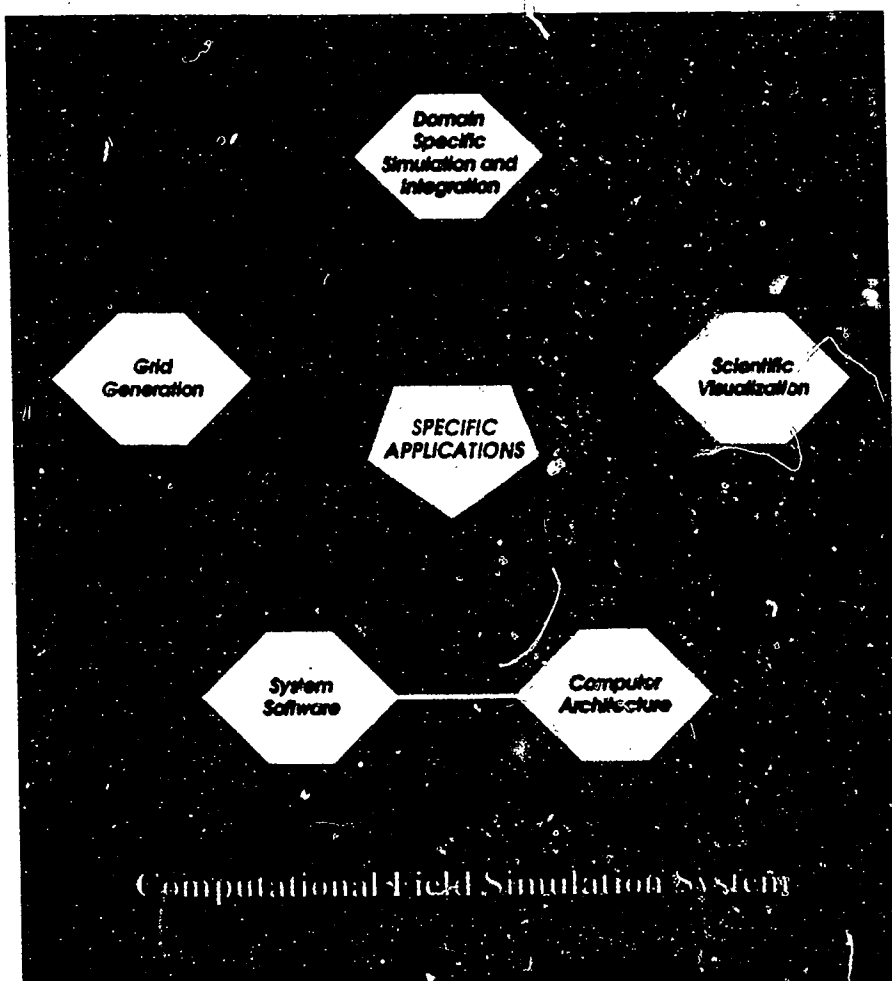 Domain
Specific
Simulation and
Integration
Grid
Generation
Scientific
Visualization
SPECIFIC
APPLICATIONS
System
Software
Computer
Architecture
Computational Field Simulation System